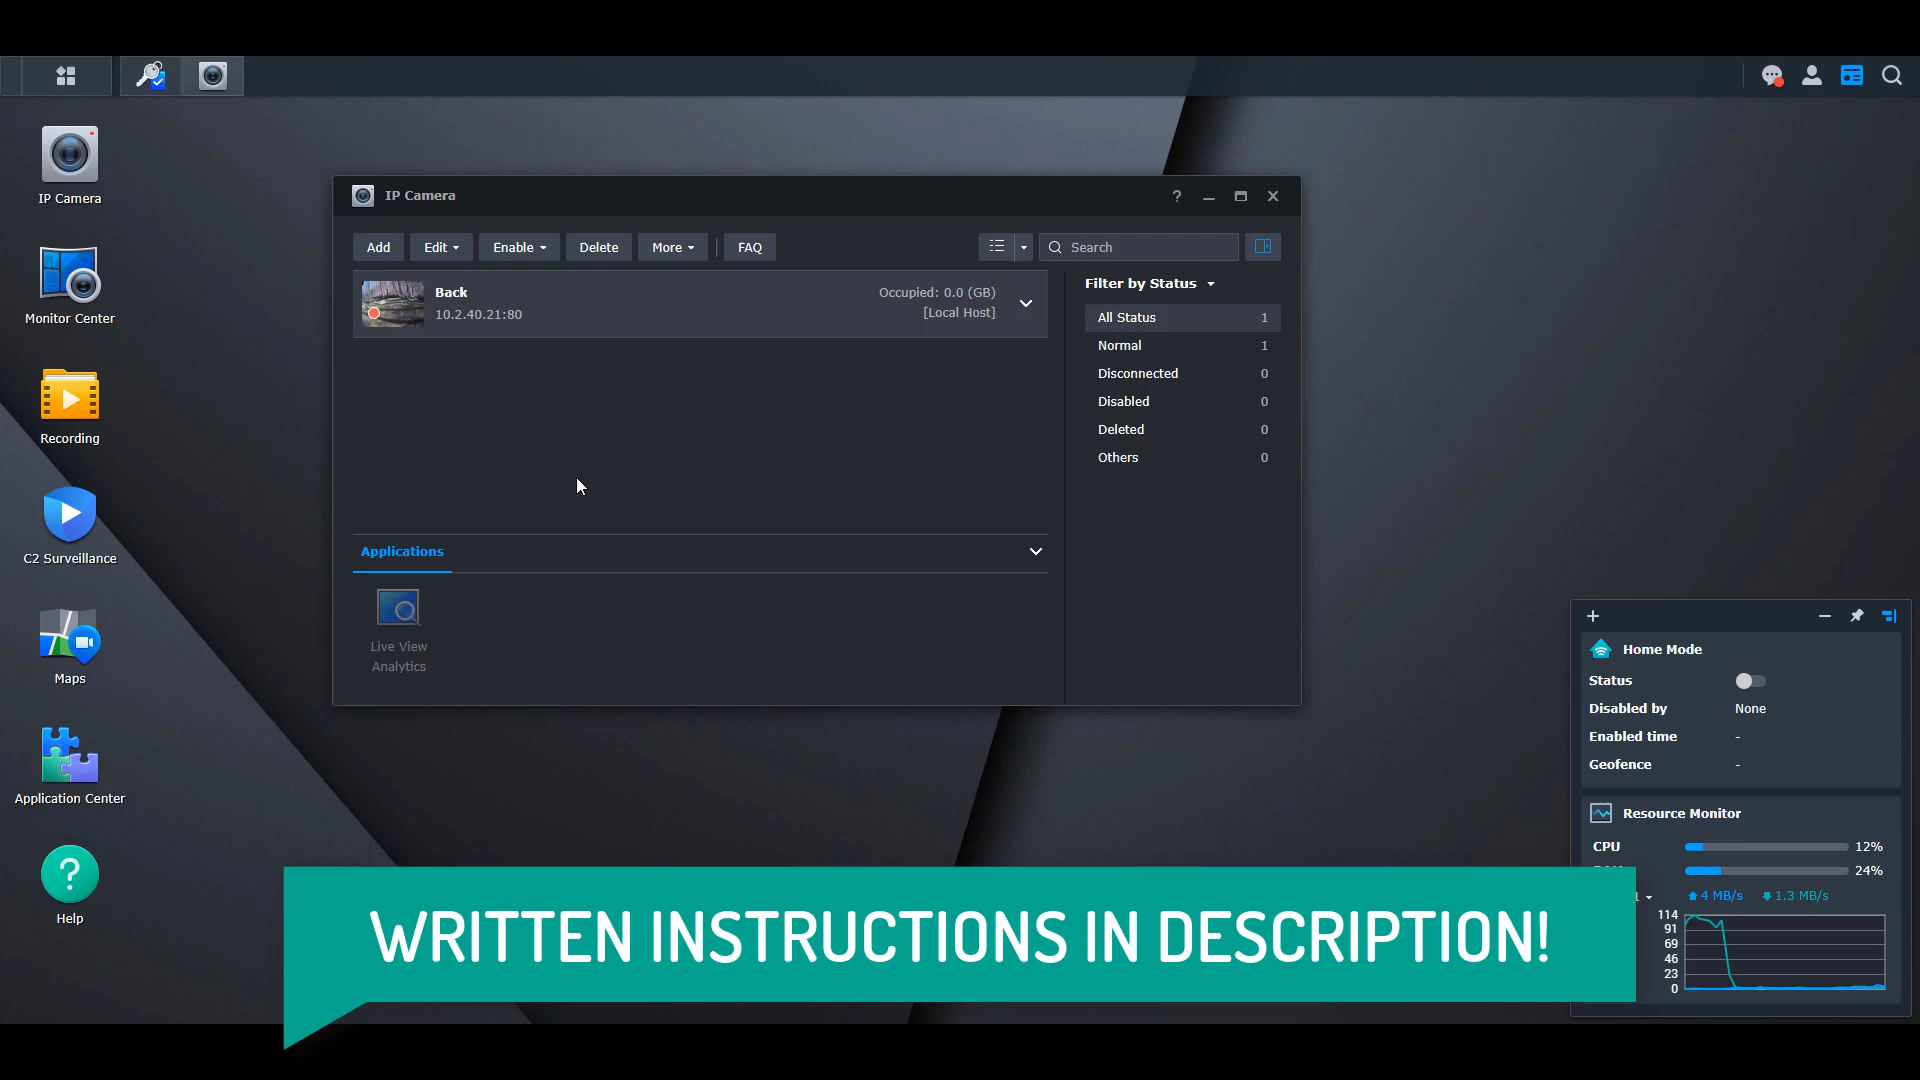 IP Camera
Monitor Center
Recording
C2 Surveillance
Maps
Application Center
Help
IP Camera
?
Add
Edit
Enable
Delete
More
FAQ
Search
Back
10.2.40.21:80
Occupied: 0.0 (GB)
[Local Host]
Filter by Status
All Status 1
Normal 1
Disconnected 0
Disabled 0
Deleted 0
Others 0
Applications
Live View
Analytics
Home Mode
Status
Disabled by None
Enabled time -
Geofence -
Resource Monitor
CPU 12%
24%
4 MB/s 1.3 MB/s
114
91
69
46
23
0
WRITTEN INSTRUCTIONS IN DESCRIPTION!